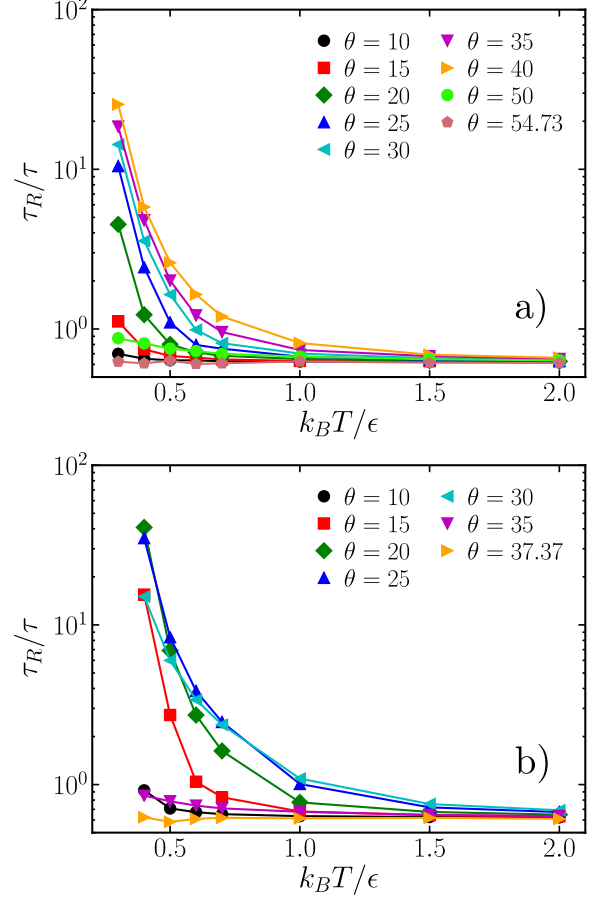 10²
θ = 10 θ = 35
θ = 15 θ = 40
θ = 20 θ = 50
θ = 25 θ = 54.73
θ = 30
10¹
τ_R/τ
a)
10⁰
0.5 1.0 1.5 2.0
k_BT/ϵ
10²
θ = 10 θ = 30
θ = 15 θ = 35
θ = 20 θ = 37.37
θ = 25
10¹
τ_R/τ
b)
10⁰
0.5 1.0 1.5 2.0
k_BT/ϵ